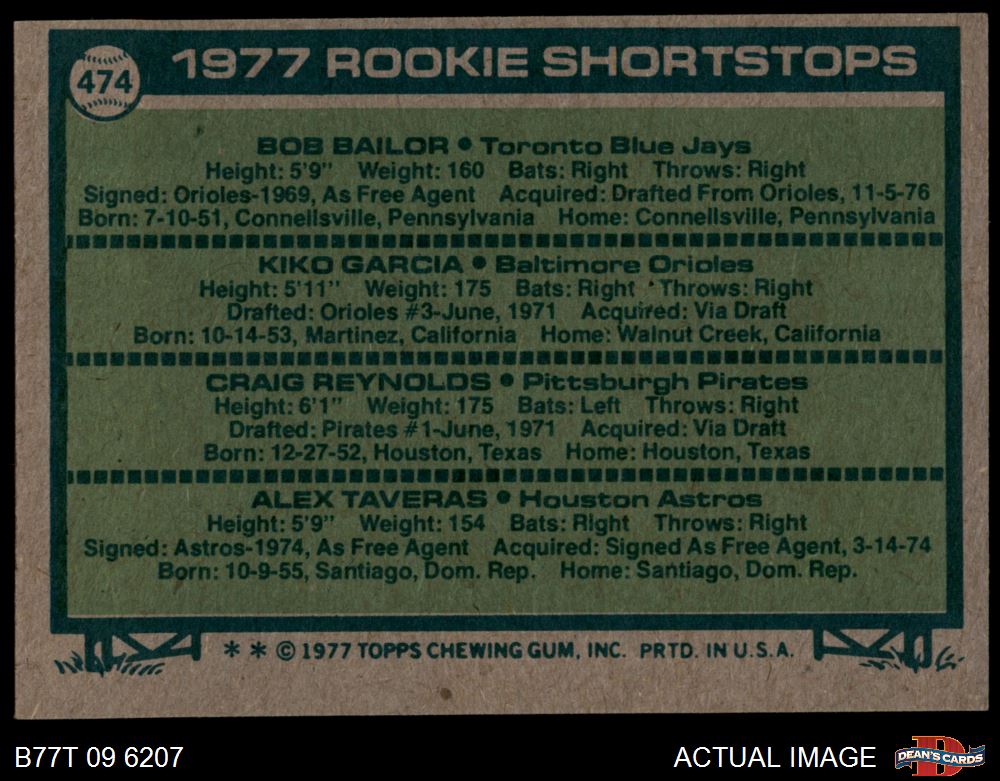 474
1977 ROOKIE SHORTSTOPS
BOB BAILOR • Toronto Blue Jays
Height: 5'9" Weight: 160 Bats: Right Throws: Right
Signed: Orioles-1969, As Free Agent Acquired: Drafted From Orioles, 11-5-76
Born: 7-10-51, Connellsville, Pennsylvania Home: Connellsville, Pennsylvania
KIKO GARCIA • Baltimore Orioles
Height: 5'11" Weight: 175 Bats: Right Throws: Right
Drafted: Orioles #3-June, 1971 Acquired: Via Draft
Born: 10-14-53, Martinez, California Home: Walnut Creek, California
CRAIG REYNOLDS • Pittsburgh Pirates
Height: 6'1" Weight: 175 Bats: Left Throws: Right
Drafted: Pirates #1-June, 1971 Acquired: Via Draft
Born: 12-27-52, Houston, Texas Home: Houston, Texas
ALEX TAVERAS • Houston Astros
Height: 5'9" Weight: 154 Bats: Right Throws: Right
Signed: Astros-1974, As Free Agent Acquired: Signed As Free Agent, 3-14-74
Born: 10-9-55, Santiago, Dom. Rep. Home: Santiago, Dom. Rep.
* * © 1977 TOPPS CHEWING GUM, INC. PRTD. IN U.S.A.
B77T 09 6207
ACTUAL IMAGE
D
DEAN'S CARDS